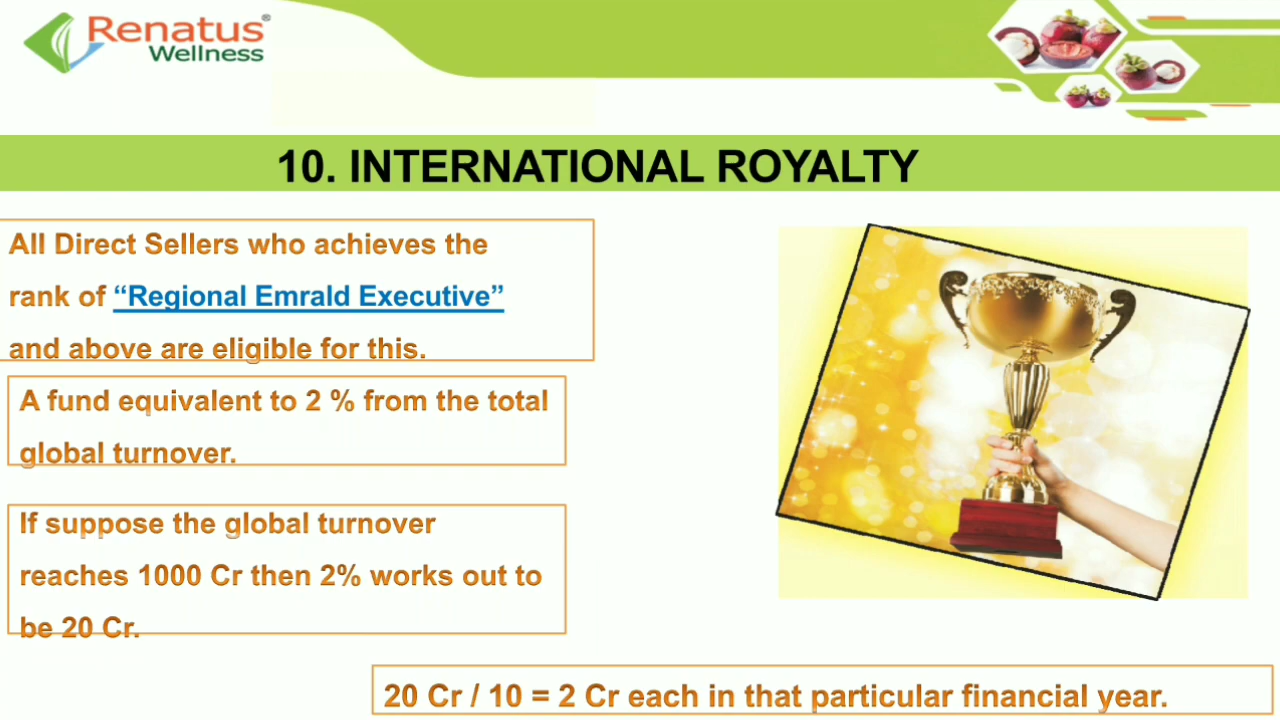 Renatus®
Wellness
10. INTERNATIONAL ROYALTY
All Direct Sellers who achieves the
rank of “Regional Emrald Executive”
and above are eligible for this.
A fund equivalent to 2 % from the total
global turnover.
If suppose the global turnover
reaches 1000 Cr then 2% works out to
be 20 Cr.
20 Cr / 10 = 2 Cr each in that particular financial year.